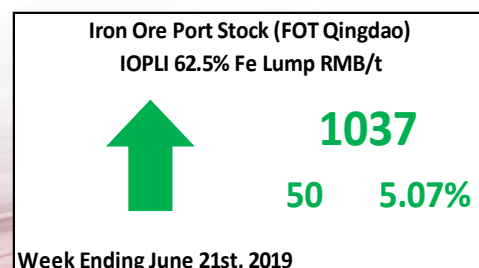 Iron Ore Port Stock (FOT Qingdao)
IOPLI 62.5% Fe Lump RMB/t
1037
50 5.07%
Week Ending June 21st, 2019